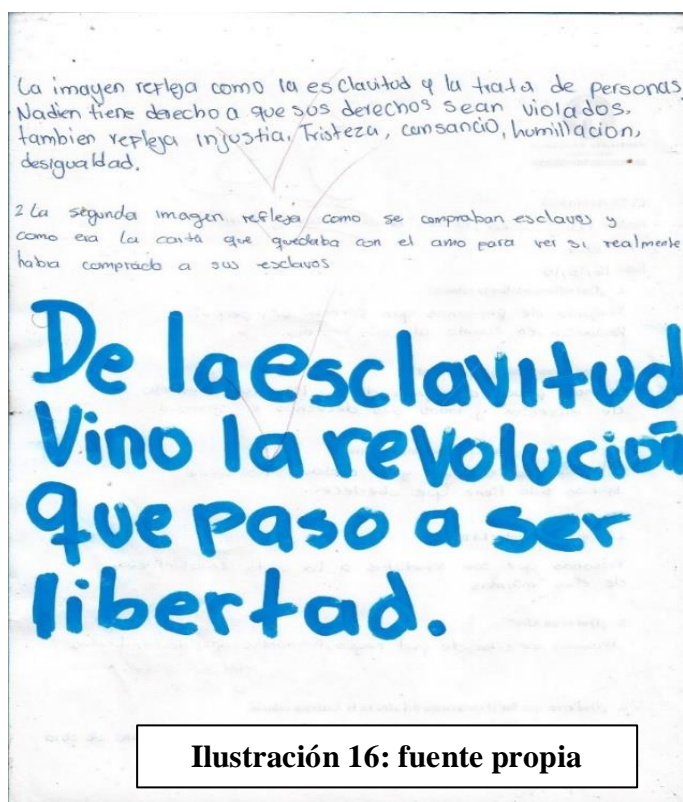 La imagen refleja como la esclavitud y la trata de personas
Nadien tiene derecho a que sus derechos sean violados.
tambien refleja injustia. Tristeza, cansancio, humillacion,
desigualdad.
2 La segunda imagen refleja como se compraban esclavos y
como era la carta que quedaba con el amo para ver si realmente
habia comprado a sus esclavos
De la esclavitud
Vino la revolución
que paso a ser
libertad.
Ilustración 16: fuente propia